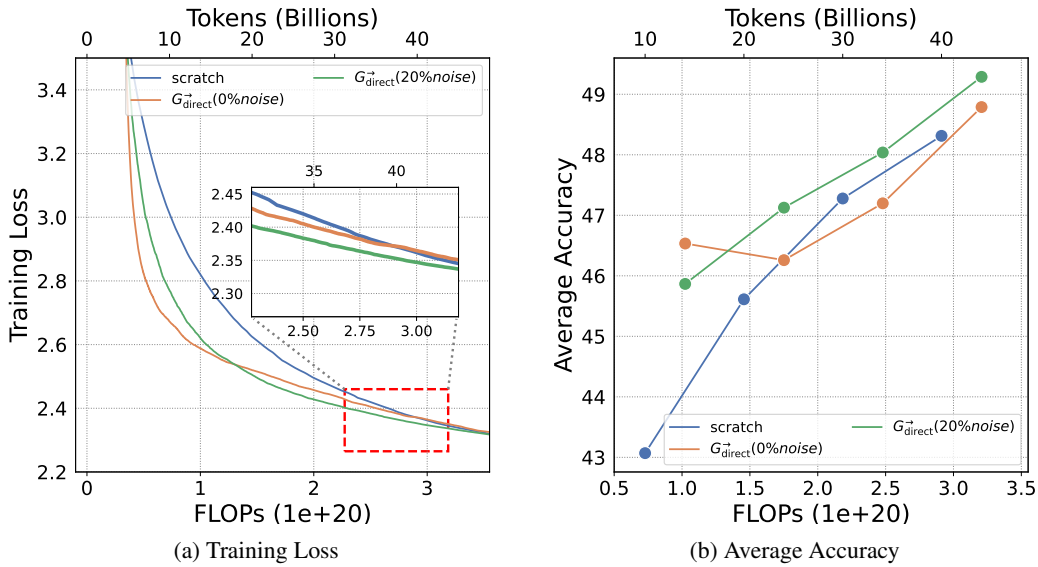 Tokens (Billions)
0 10 20 30 40
3.4
3.2
3.0
2.8
2.6
2.4
2.2
Training Loss
scratch
G→direct(0%noise)
G→direct(20%noise)
35 40
2.45
2.40
2.35
2.30
2.50 2.75 3.00
0 1 2 3
FLOPs (1e+20)
(a) Training Loss
Tokens (Billions)
10 20 30 40
49
48
47
46
45
44
43
Average Accuracy
scratch
G→direct(0%noise)
G→direct(20%noise)
0.5 1.0 1.5 2.0 2.5 3.0 3.5
FLOPs (1e+20)
(b) Average Accuracy